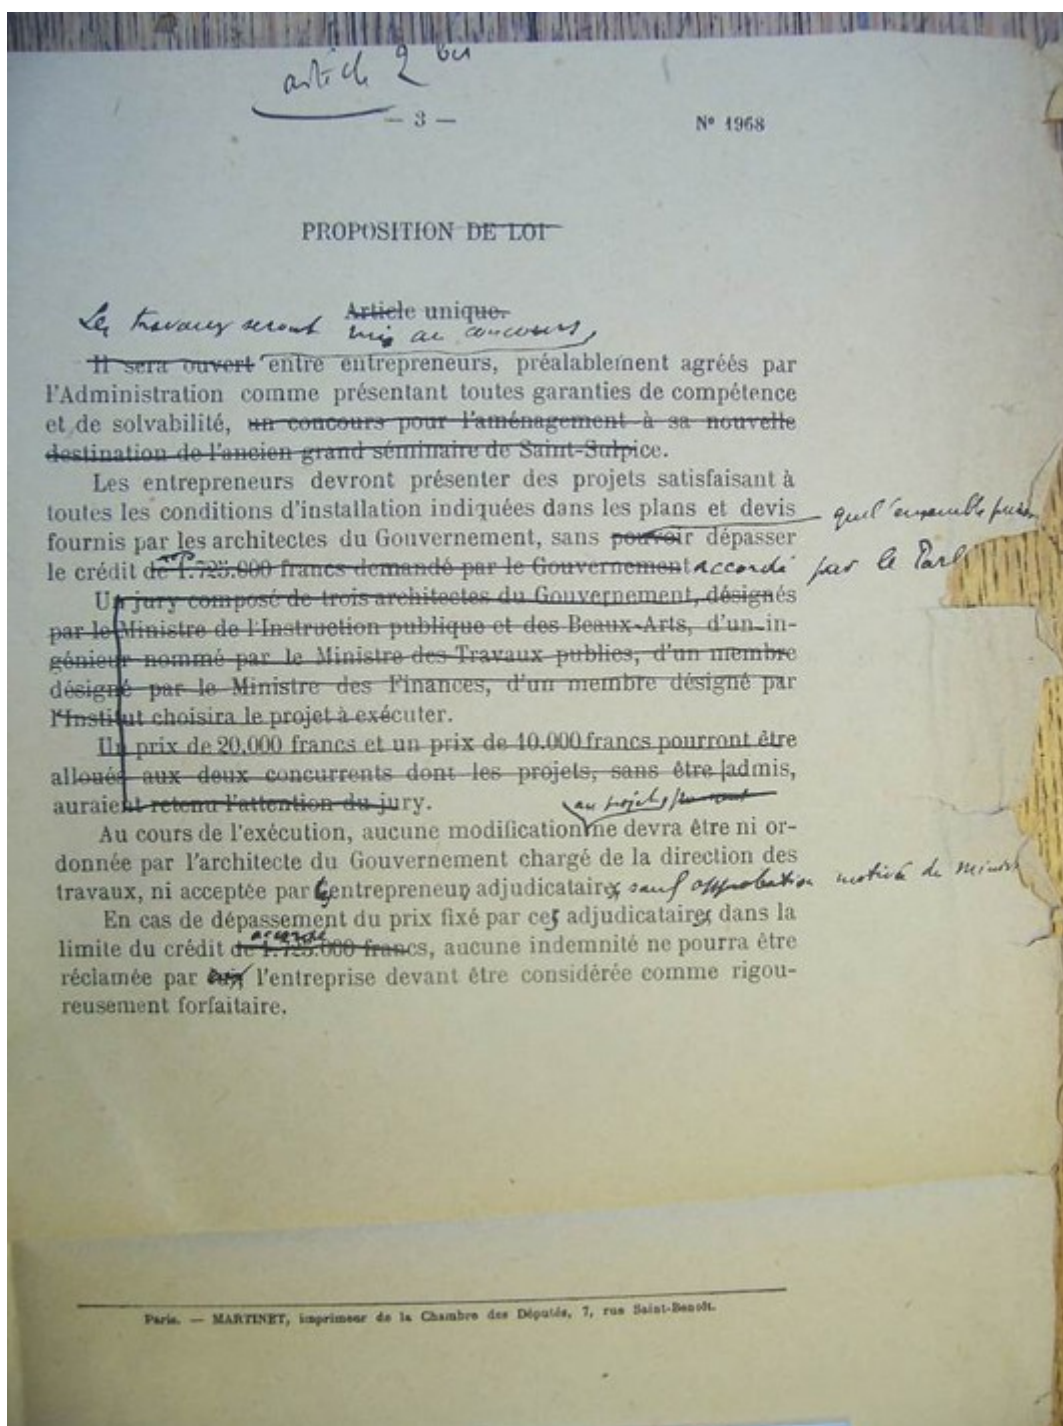 article 2 bis
— 3 —
N° 1968
PROPOSITION DE LOI
Article unique.
Les travaux seront mis au concours,
Il sera ouvert entre entrepreneurs, préalablement agréés par
l'Administration comme présentant toutes garanties de compétence
et de solvabilité, un concours pour l'aménagement à sa nouvelle
destination de l'ancien grand séminaire de Saint-Sulpice.
Les entrepreneurs devront présenter des projets satisfaisant à
toutes les conditions d'installation indiquées dans les plans et devis
fournis par les architectes du Gouvernement, sans pouvoir dépasser
que l'ensemble
le crédit de 1.725.000 francs demandé par le Gouvernement accordé par le Parl
Un jury composé de trois architectes du Gouvernement, désignés
par le Ministre de l'Instruction publique et des Beaux-Arts, d'un in-
génieur nommé par le Ministre des Travaux publics, d'un membre
désigné par le Ministre des Finances, d'un membre désigné par
l'Institut choisira le projet à exécuter.
Un prix de 20.000 francs et un prix de 10.000 francs pourront être
alloués aux deux concurrents dont les projets, sans être admis,
auraient retenu l'attention du jury.
au projet
Au cours de l'exécution, aucune modification ne devra être ni or-
donnée par l'architecte du Gouvernement chargé de la direction des
travaux, ni acceptée par entrepreneur adjudicataire sauf approbation motivée du
En cas de dépassement du prix fixé par ces adjudicataires dans la
accordé
limite du crédit de 1.725.000 francs, aucune indemnité ne pourra être
réclamée par eux, l'entreprise devant être considérée comme rigou-
reusement forfaitaire.
Paris. — MARTINET, imprimeur de la Chambre des Députés, 7, rue Saint-Benoît.